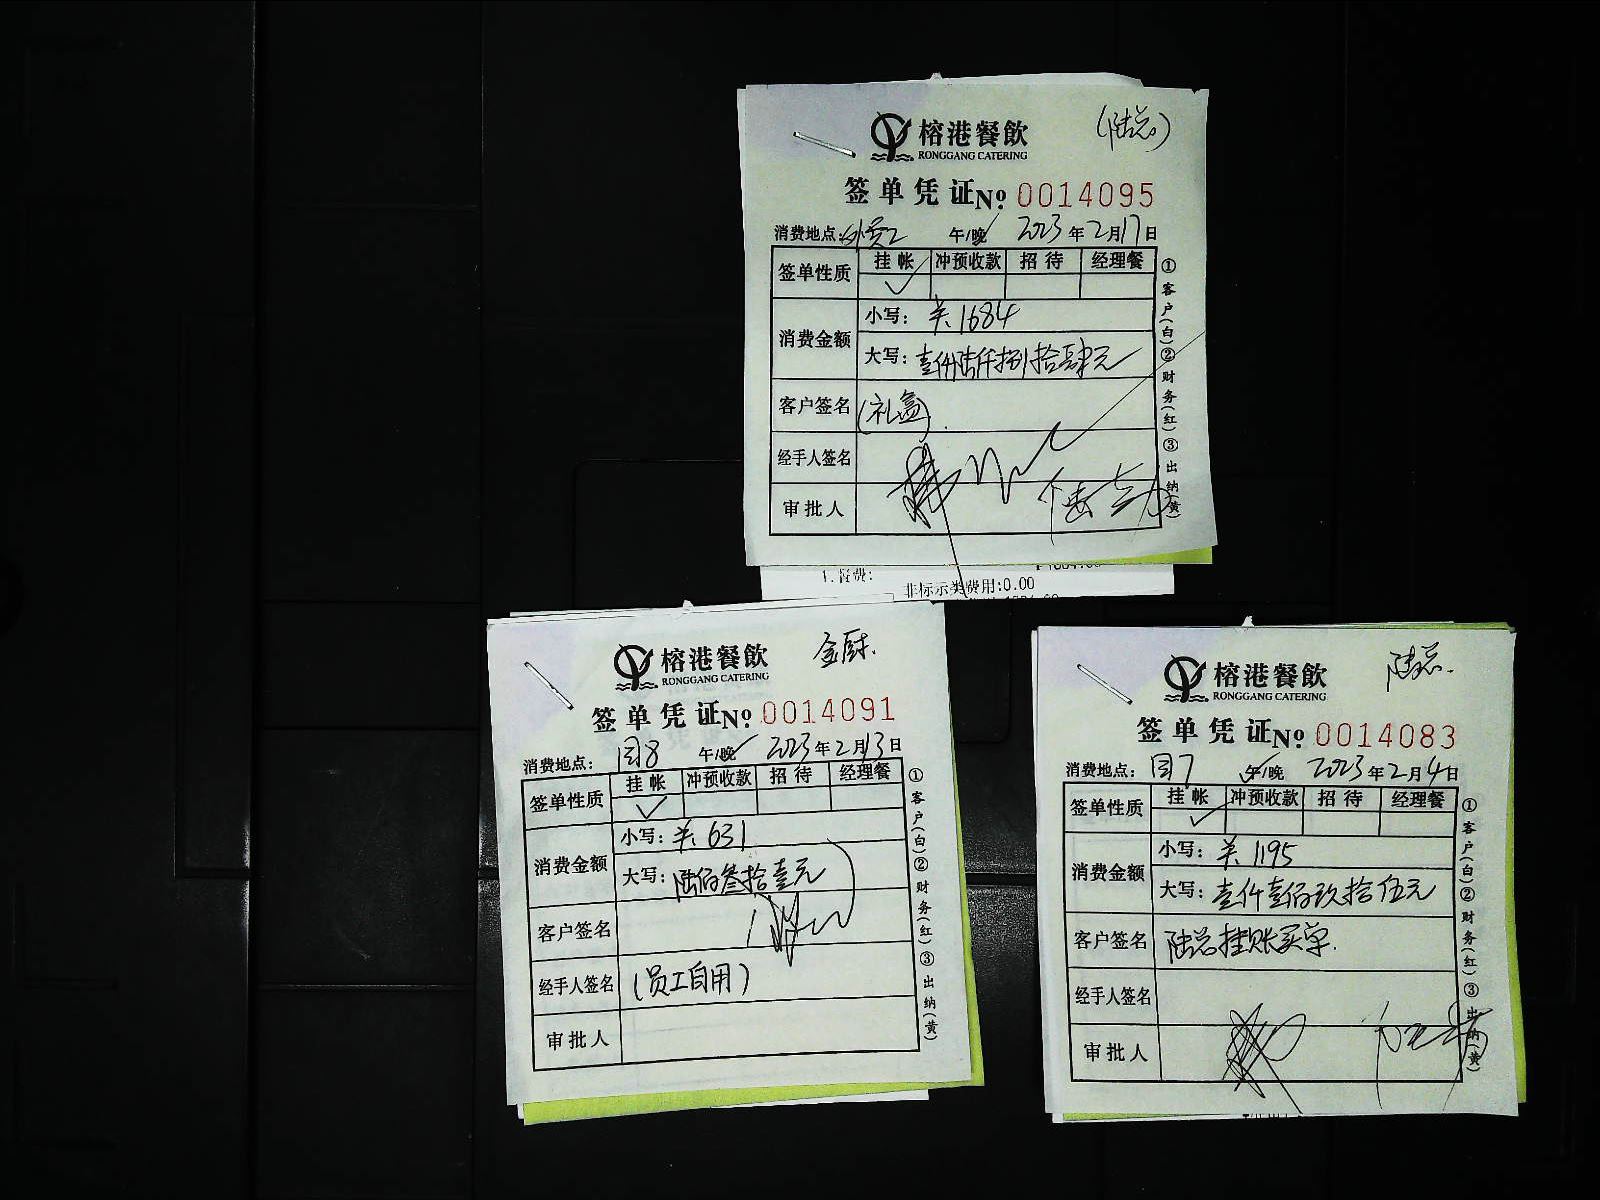 (陆总)
榕港餐飲
RONGGANG CATERING
签单凭证 No 0014095
消费地点: 午/晚 2023年2月17日
签单性质 挂帐 冲预收款 招待 经理餐
✓
消费金额 小写: 1684
大写: 壹仟陆仟捌拾肆元
客户签名 (礼盒)
经手人签名
审批人
①客户(白)②财务(红)③出纳(黄)
1.餐费:
非标示类费用:0.00
金厨.
榕港餐飲
RONGGANG CATERING
签单凭证 No 0014091
消费地点: 8 午/晚 2023年2月13日
签单性质 挂帐 冲预收款 招待 经理餐
✓
消费金额 小写: 631
大写: 陆佰叁拾壹元
客户签名
经手人签名 (员工自用)
审批人
①客户(白)②财务(红)③出纳(黄)
陆总.
榕港餐飲
RONGGANG CATERING
签单凭证 No 0014083
消费地点: 7 午/晚 2023年2月4日
签单性质 挂帐 冲预收款 招待 经理餐
✓
消费金额 小写: 1195
大写: 壹仟壹佰玖拾伍元
客户签名 陆总挂账买单.
经手人签名
审批人
①客户(白)②财务(红)③出纳(黄)